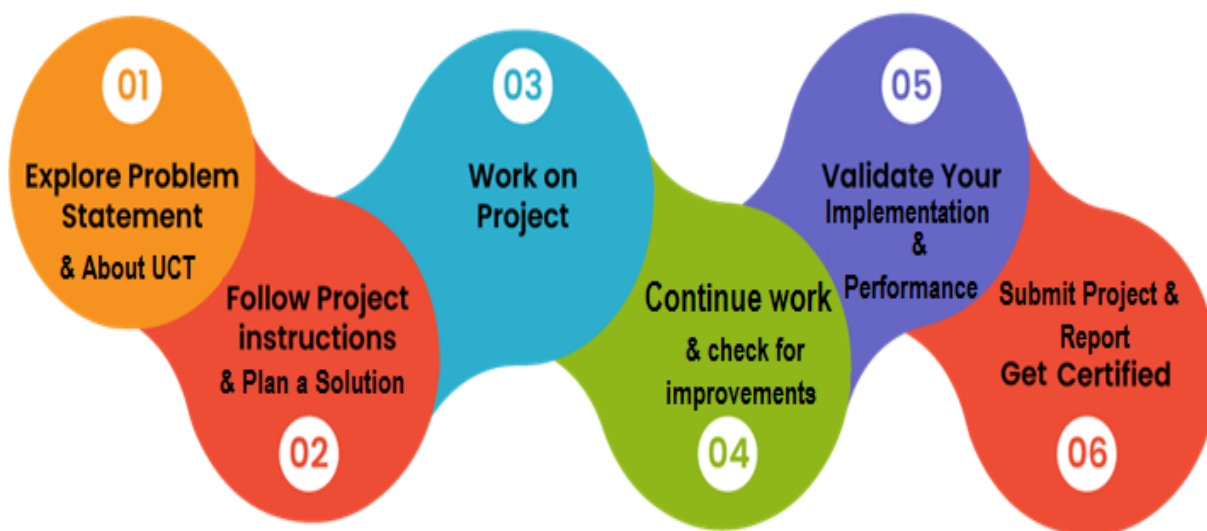 01
Explore Problem
Statement
& About UCT
Follow Project
instructions
& Plan a Solution
02
03
Work on
Project
Continue work
& check for
improvements
04
05
Validate Your
Implementation
&
Performance
Submit Project &
Report
Get Certified
06